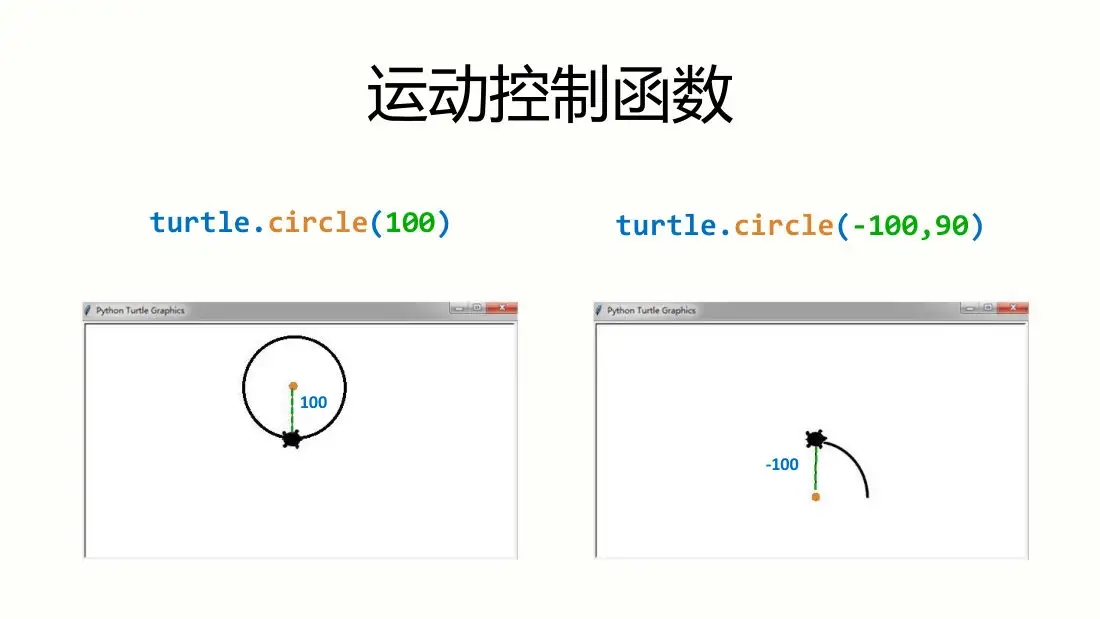 运动控制函数
turtle.circle(100)
turtle.circle(-100,90)
Python Turtle Graphics
100
Python Turtle Graphics
-100